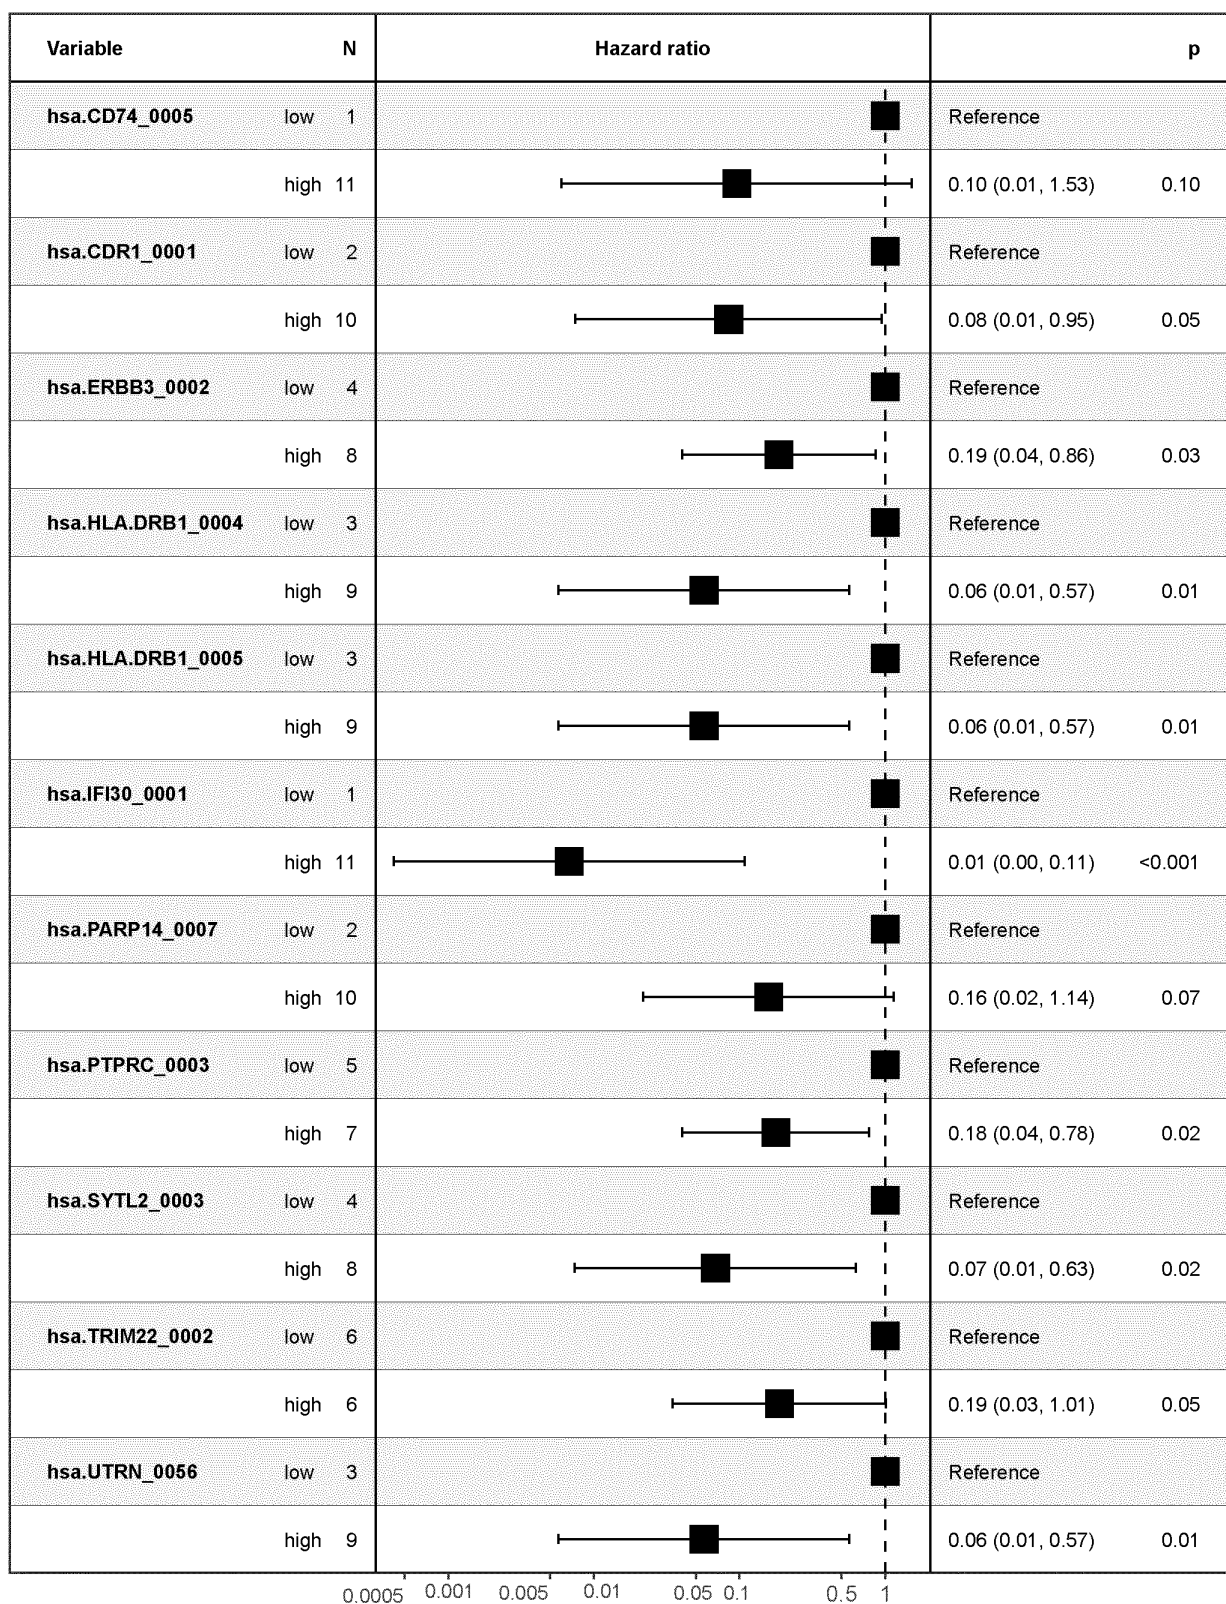 Variable N Hazard ratio p
hsa.CD74_0005 low 1 Reference
high 11 0.10 (0.01, 1.53) 0.10
hsa.CDR1_0001 low 2 Reference
high 10 0.08 (0.01, 0.95) 0.05
hsa.ERBB3_0002 low 4 Reference
high 8 0.19 (0.04, 0.86) 0.03
hsa.HLA.DRB1_0004 low 3 Reference
high 9 0.06 (0.01, 0.57) 0.01
hsa.HLA.DRB1_0005 low 3 Reference
high 9 0.06 (0.01, 0.57) 0.01
hsa.IFI30_0001 low 1 Reference
high 11 0.01 (0.00, 0.11) <0.001
hsa.PARP14_0007 low 2 Reference
high 10 0.16 (0.02, 1.14) 0.07
hsa.PTPRC_0003 low 5 Reference
high 7 0.18 (0.04, 0.78) 0.02
hsa.SYTL2_0003 low 4 Reference
high 8 0.07 (0.01, 0.63) 0.02
hsa.TRIM22_0002 low 6 Reference
high 6 0.19 (0.03, 1.01) 0.05
hsa.UTRN_0056 low 3 Reference
high 9 0.06 (0.01, 0.57) 0.01
0.0005 0.001 0.005 0.01 0.05 0.1 0.5 1